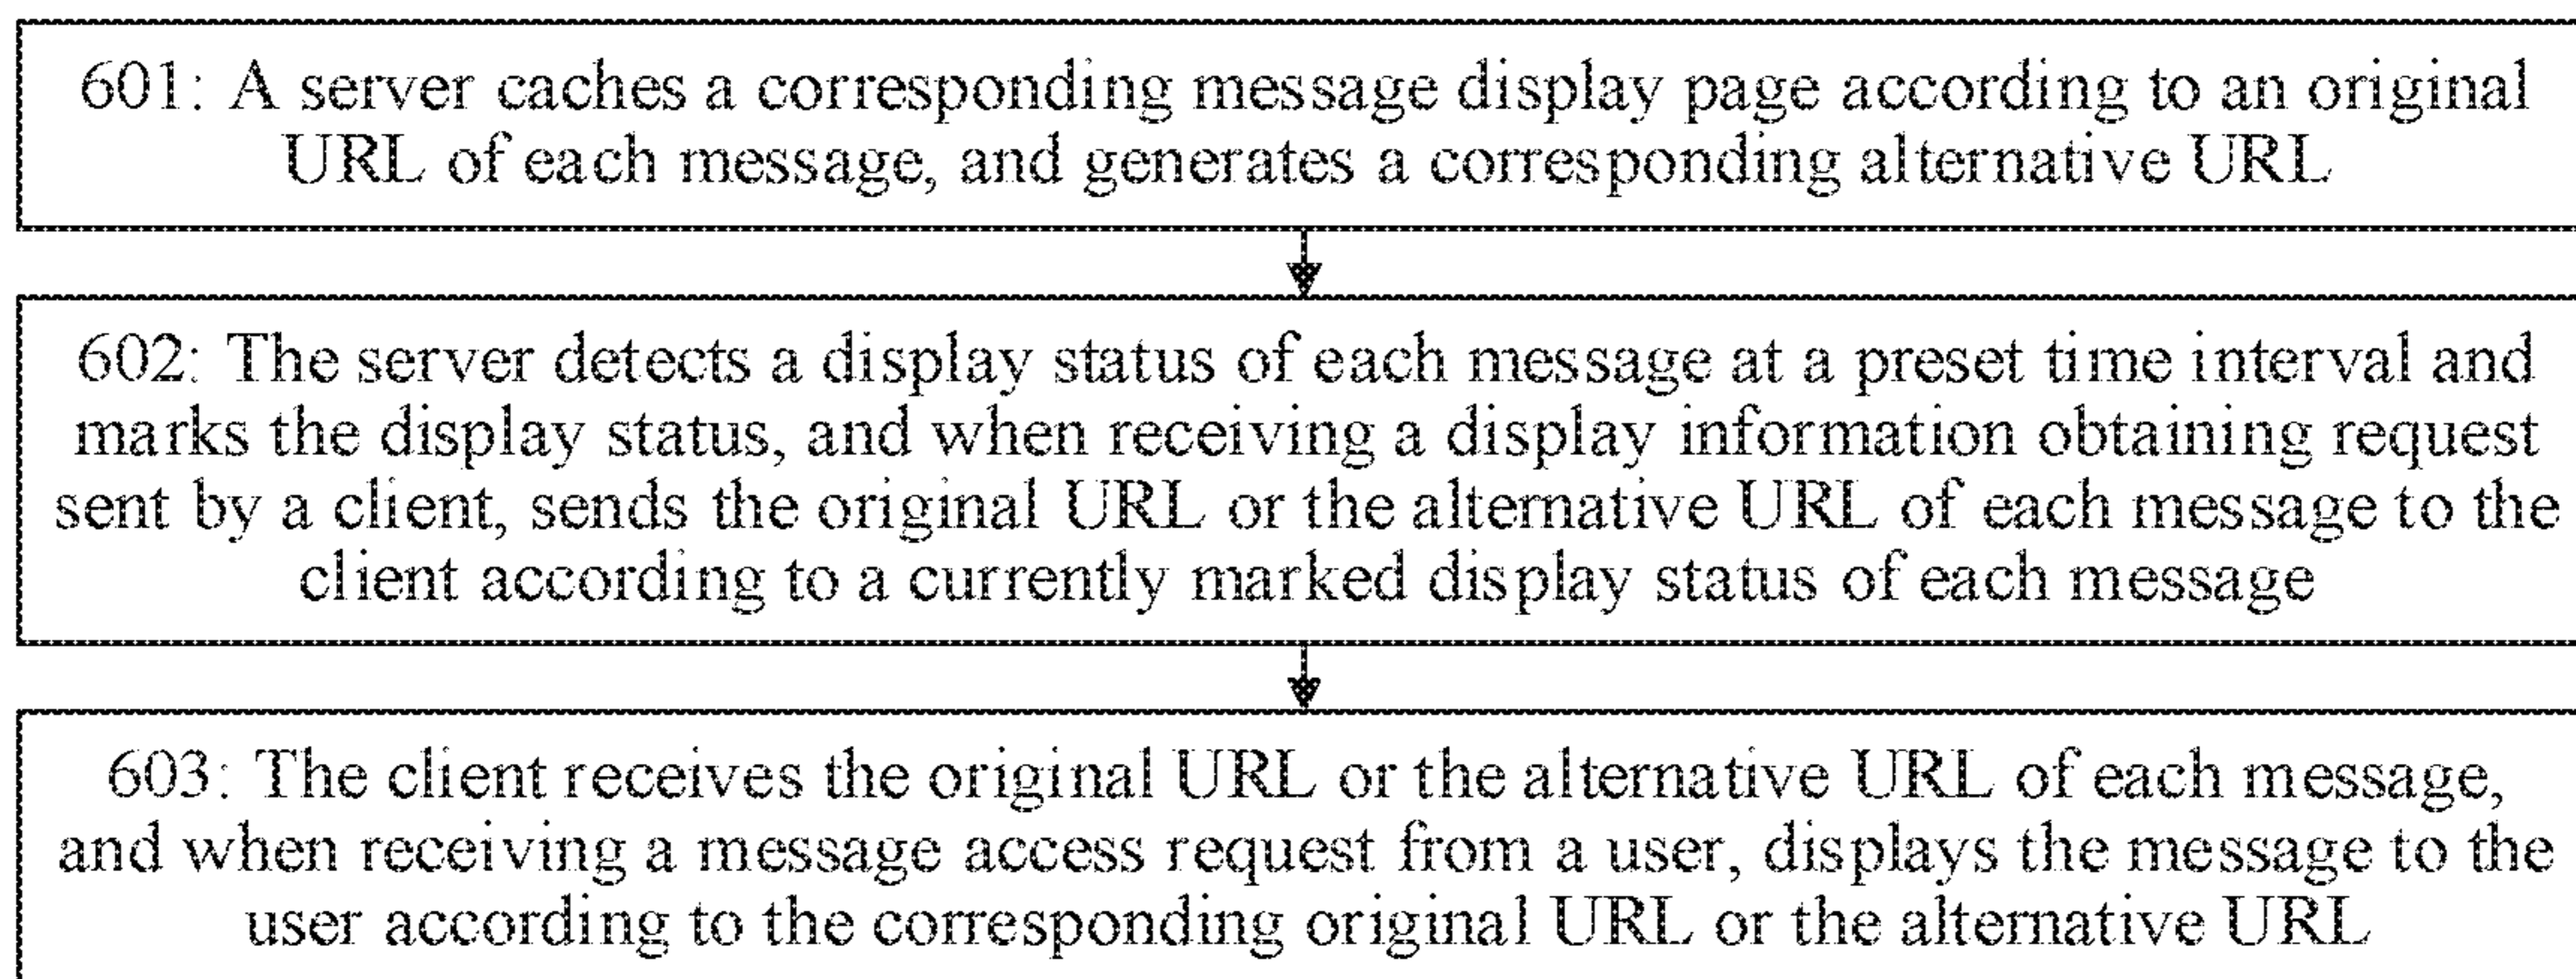 601: A server caches a corresponding message display page according to an original
URL of each message, and generates a corresponding alternative URL
602: The server detects a display status of each message at a preset time interval and
marks the display status, and when receiving a display information obtaining request
sent by a client, sends the original URL or the alternative URL of each message to the
client according to a currently marked display status of each message
603: The client receives the original URL or the alternative URL of each message,
and when receiving a message access request from a user, displays the message to the
user according to the corresponding original URL or the alternative URL